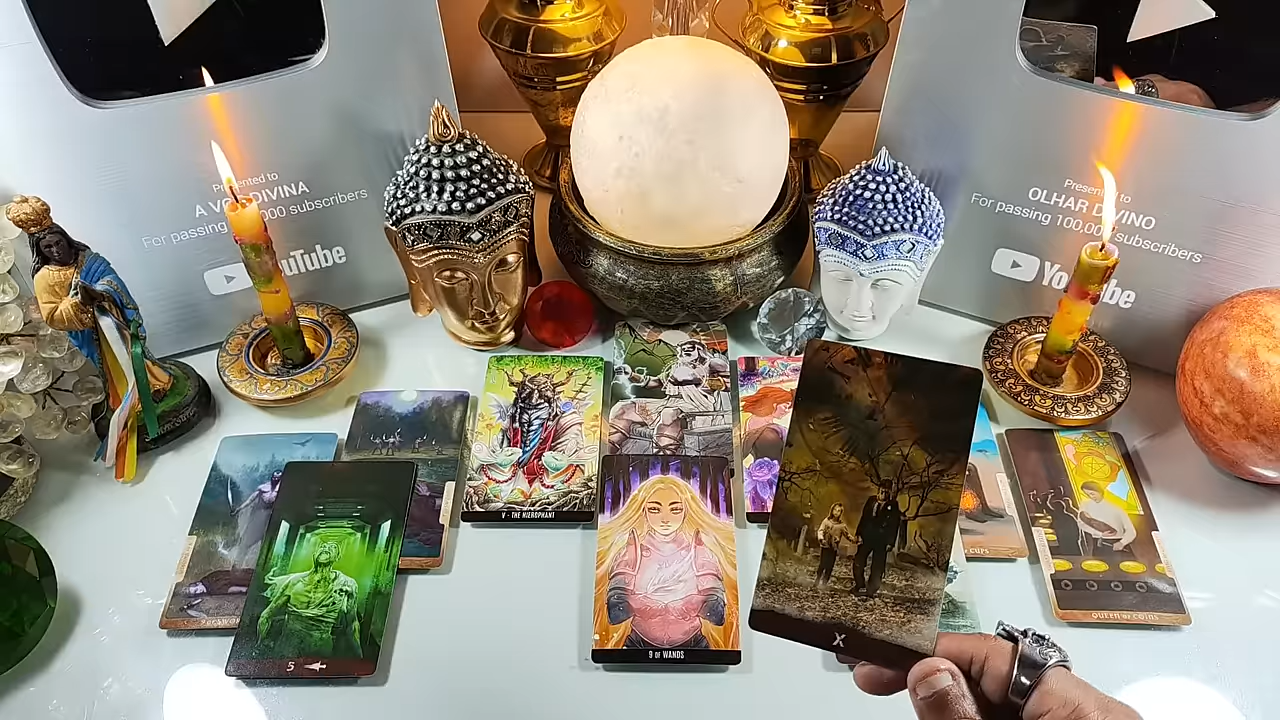 Presented to
A VOZ DIVINA
For passing 100,000 subscribers
YouTube
Presented to
OLHAR DIVINO
For passing 100,000 subscribers
YouTube
V - THE HIEROPHANT
5
9 OF WANDS
X
CUPS
QUEEN OF COINS